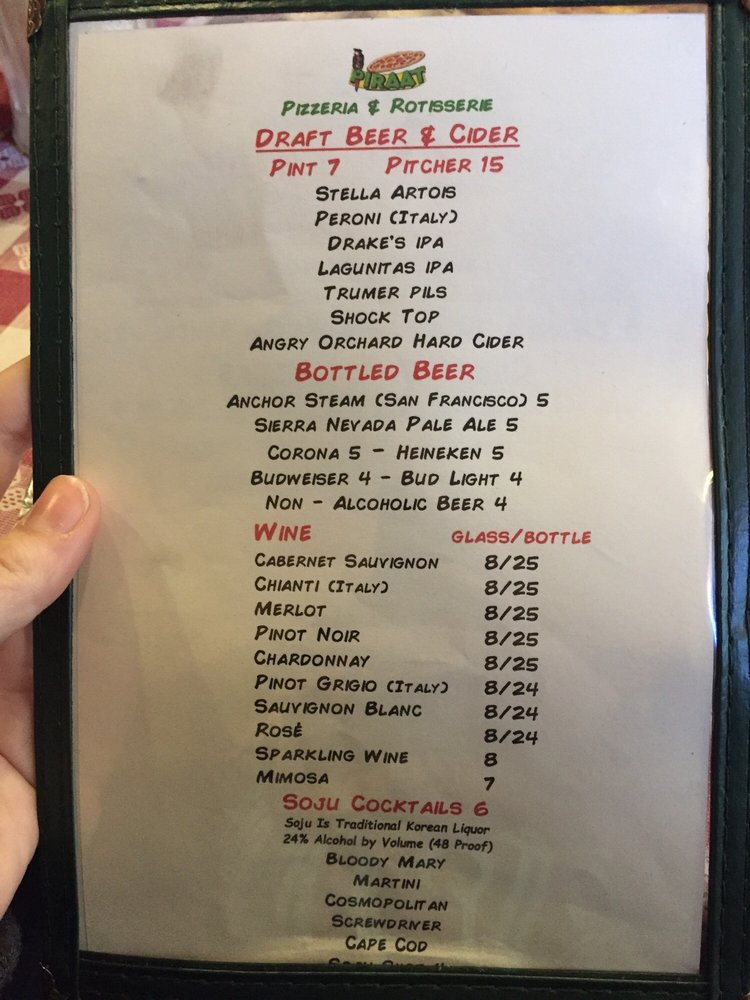 PIRAAT
PIZZERIA & ROTISSERIE
DRAFT BEER & CIDER
PINT 7 PITCHER 15
STELLA ARTOIS
PERONI (ITALY)
DRAKE'S IPA
LAGUNITAS IPA
TRUMER PILS
SHOCK TOP
ANGRY ORCHARD HARD CIDER
BOTTLED BEER
ANCHOR STEAM (SAN FRANCISCO) 5
SIERRA NEVADA PALE ALE 5
CORONA 5 - HEINEKEN 5
BUDWEISER 4 - BUD LIGHT 4
NON - ALCOHOLIC BEER 4
WINE GLASS/BOTTLE
CABERNET SAUVIGNON 8/25
CHIANTI (ITALY) 8/25
MERLOT 8/25
PINOT NOIR 8/25
CHARDONNAY 8/25
PINOT GRIGIO (ITALY) 8/24
SAUVIGNON BLANC 8/24
ROSÉ 8/24
SPARKLING WINE 8
MIMOSA 7
SOJU COCKTAILS 6
Soju Is Traditional Korean Liquor
24% Alcohol by Volume (48 Proof)
BLOODY MARY
MARTINI
COSMOPOLITAN
SCREWDRIVER
CAPE COD